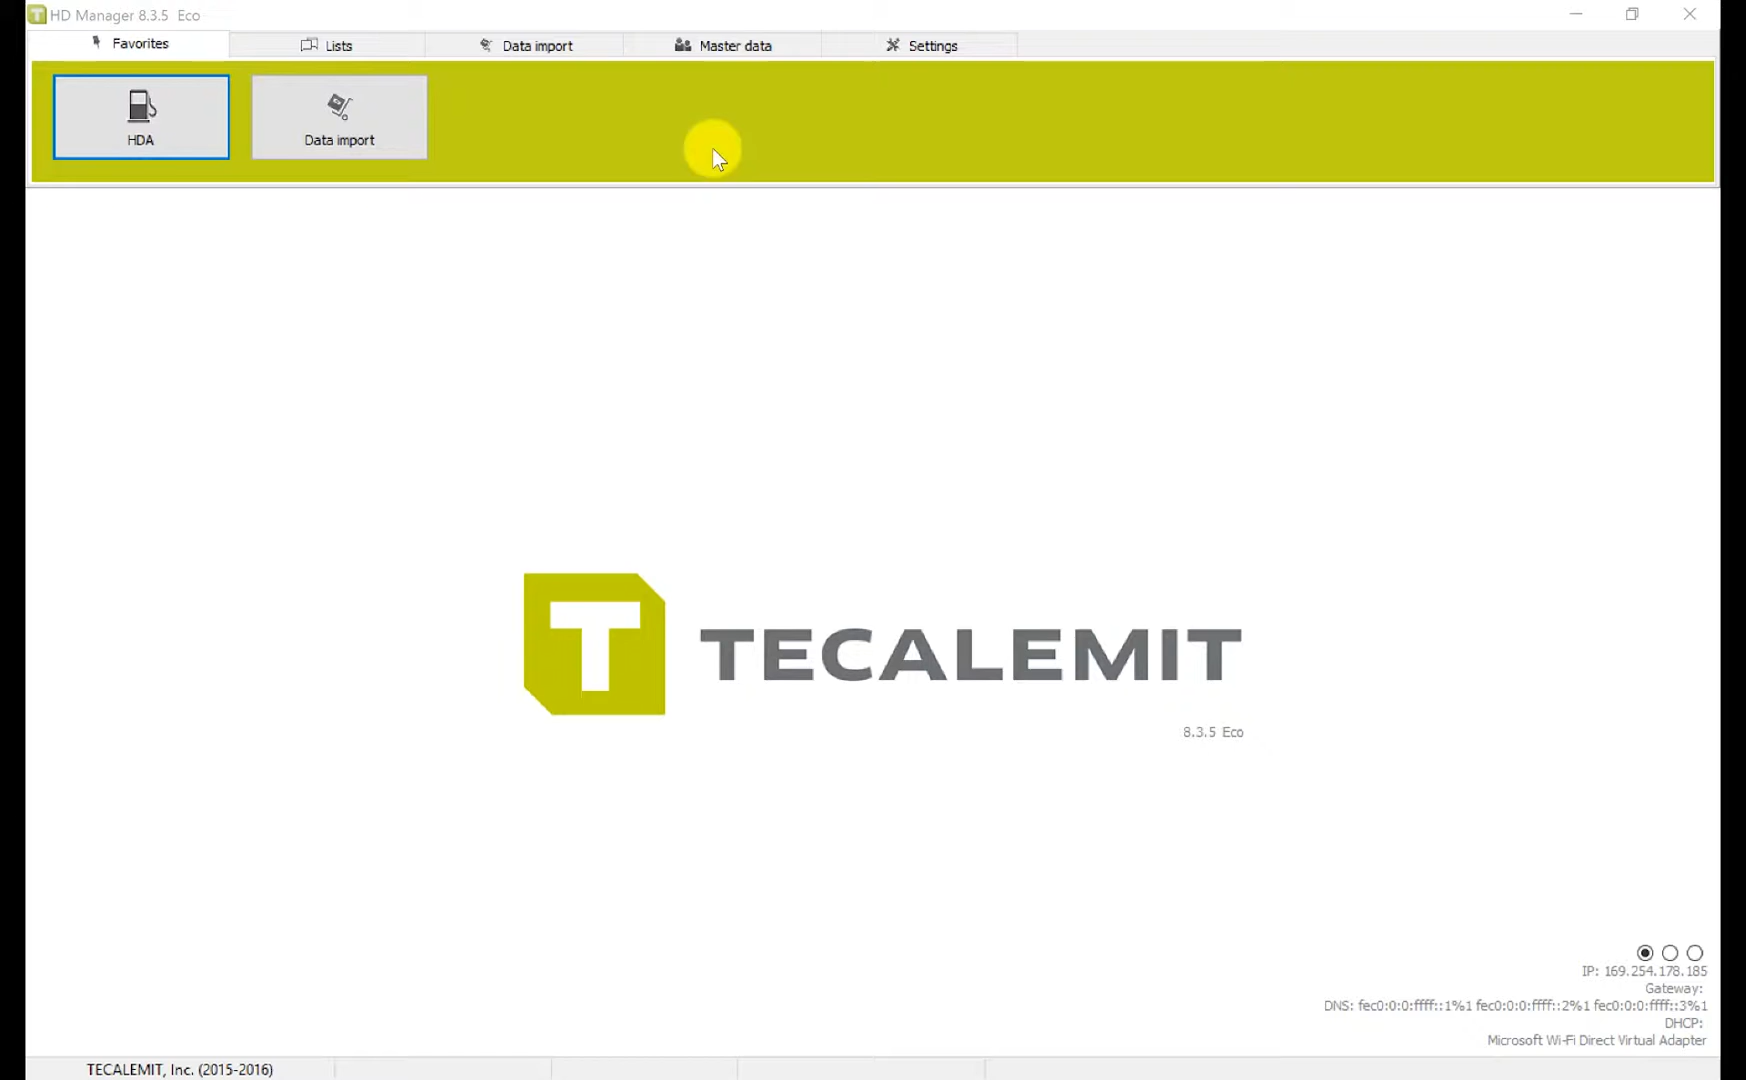 HD Manager 8.3.5 Eco
Favorites
Lists
Data import
Master data
Settings
HDA
Data import
T TECALEMIT
8.3.5 Eco
IP: 169.254.178.185
Gateway:
DNS: fec0:0:0:ffff::1%1 fec0:0:0:ffff::2%1 fec0:0:0:ffff::3%1
DHCP:
Microsoft Wi-Fi Direct Virtual Adapter
TECALEMIT, Inc. (2015-2016)